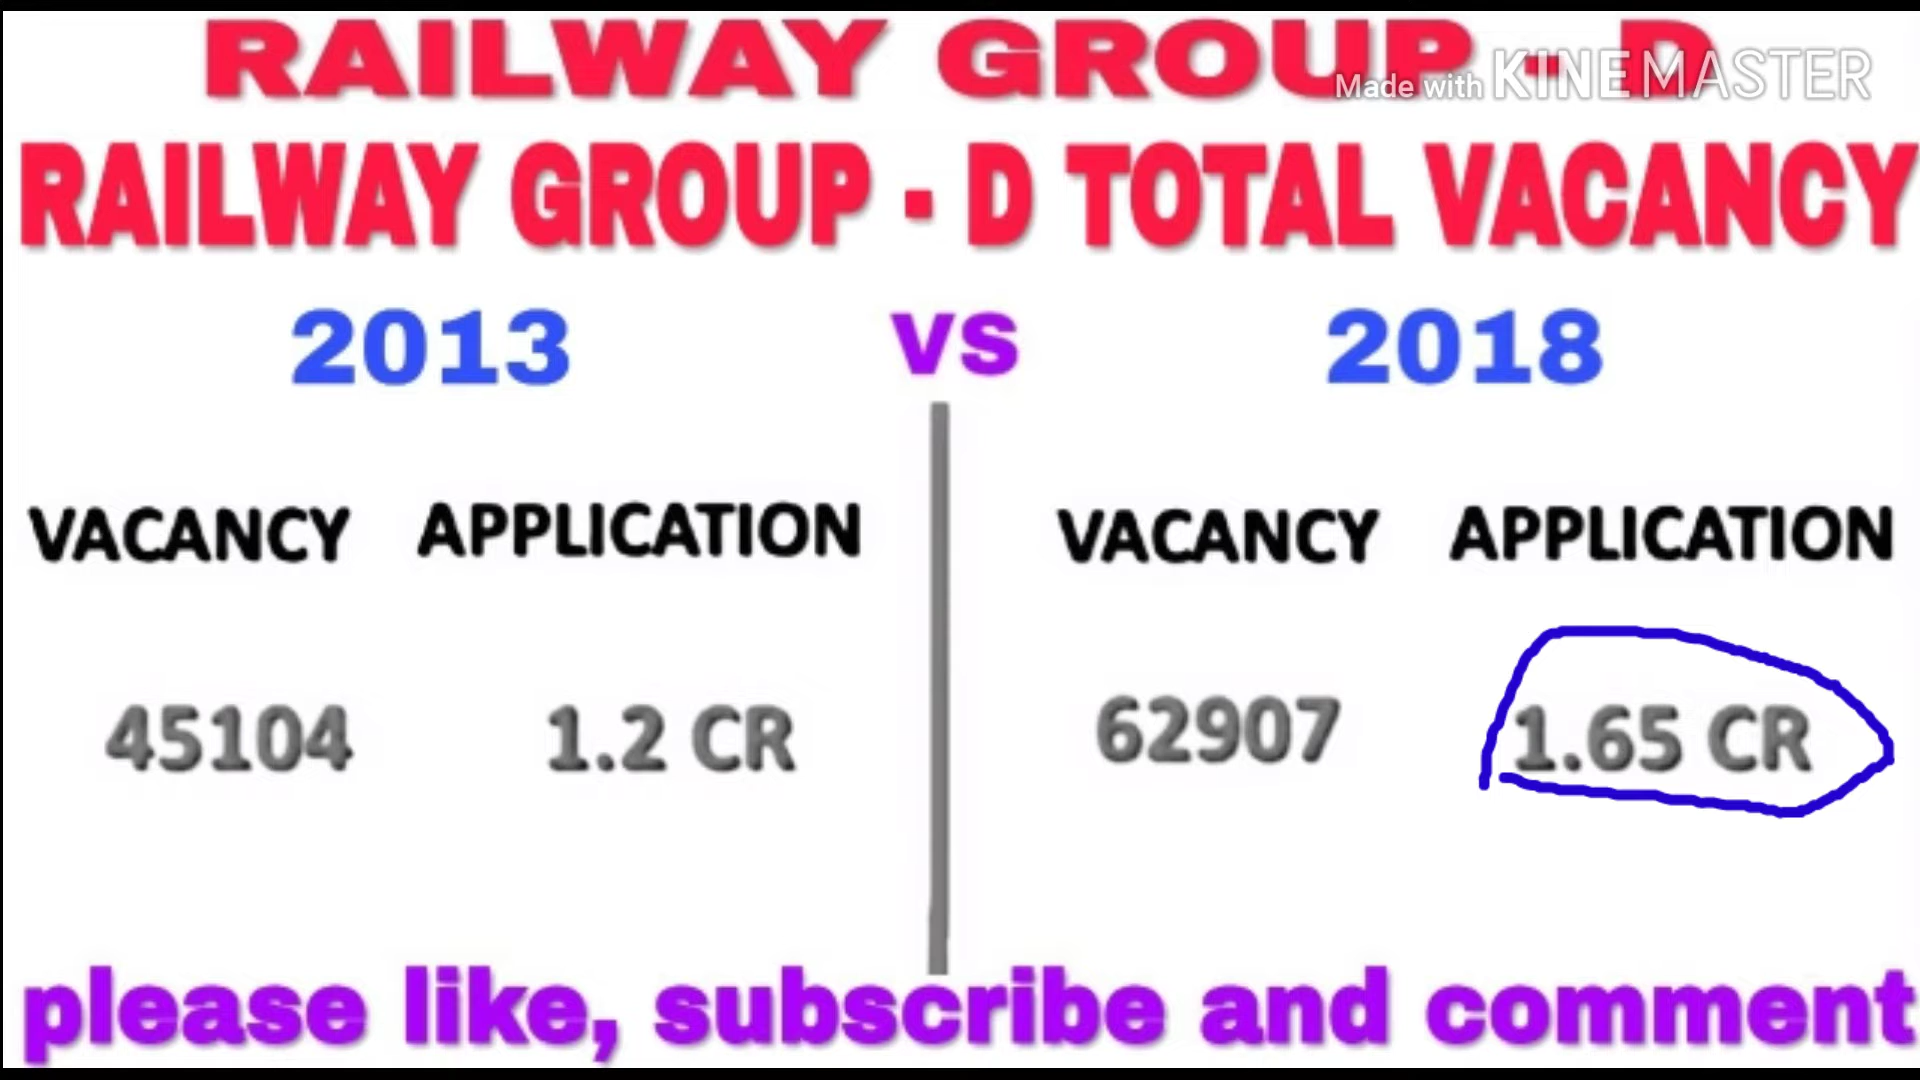 RAILWAY GROUP - D
Made with KINEMASTER
RAILWAY GROUP - D TOTAL VACANCY
2013 VS 2018
VACANCY APPLICATION VACANCY APPLICATION
45104 1.2 CR 62907 1.65 CR
please like, subscribe and comment